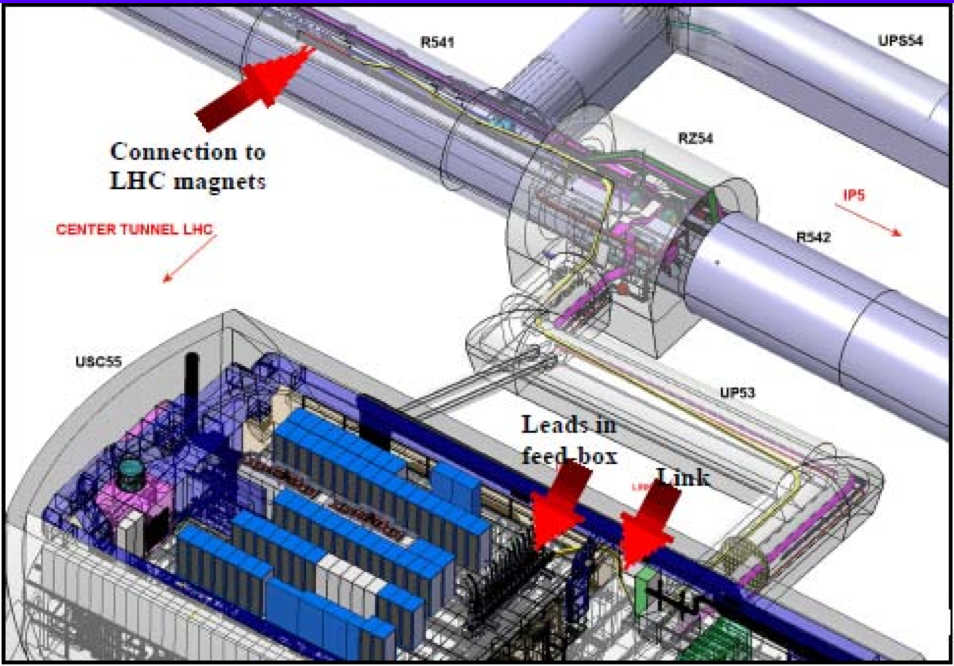 R541
UPS54
Connection to
LHC magnets
RZ54
IP5
CENTER TUNNEL LHC
R542
USC55
UP53
Leads in
feed-box
Link